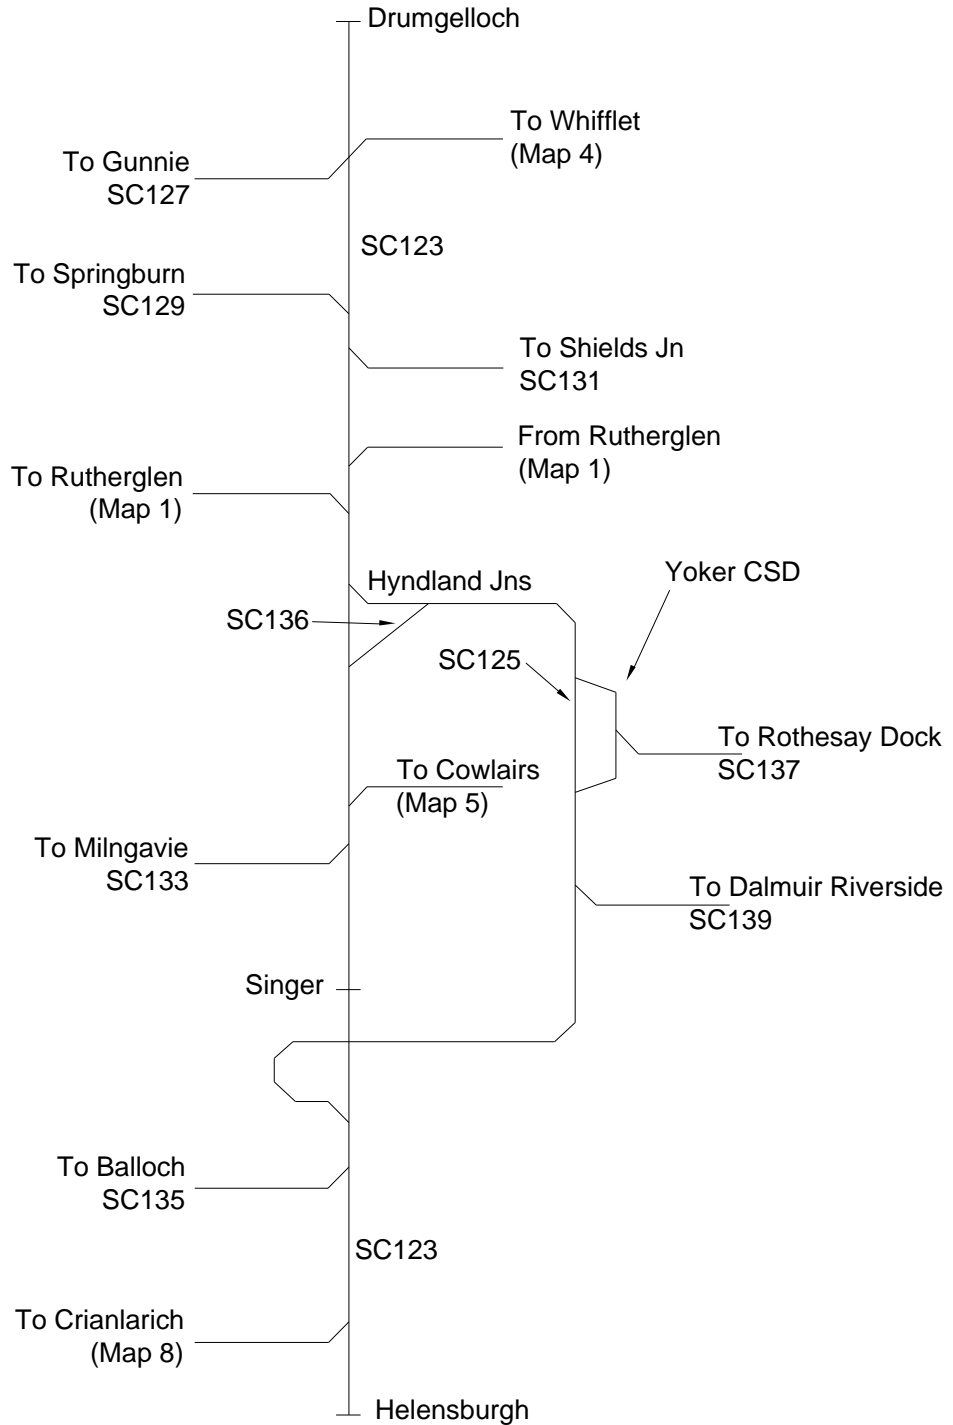 Drumgelloch
To Whifflet
(Map 4)
To Gunnie
SC127
SC123
To Springburn
SC129
To Shields Jn
SC131
From Rutherglen
(Map 1)
To Rutherglen
(Map 1)
Hyndland Jns
Yoker CSD
SC136
SC125
To Rothesay Dock
SC137
To Cowlairs
(Map 5)
To Milngavie
SC133
To Dalmuir Riverside
SC139
Singer
To Balloch
SC135
SC123
To Crianlarich
(Map 8)
Helensburgh